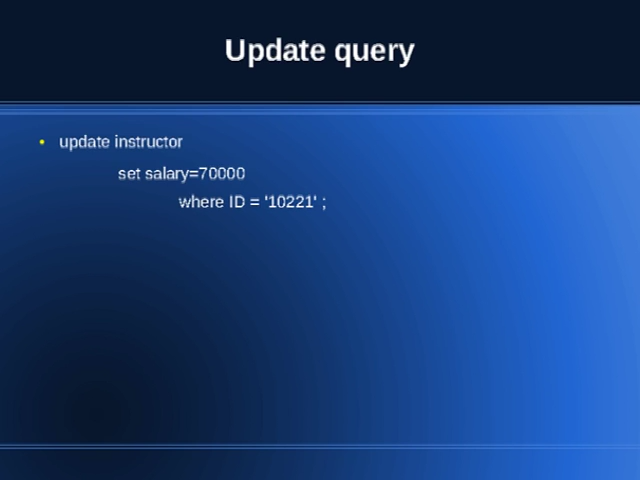 Update query
• update instructor
set salary=70000
where ID = '10221' ;